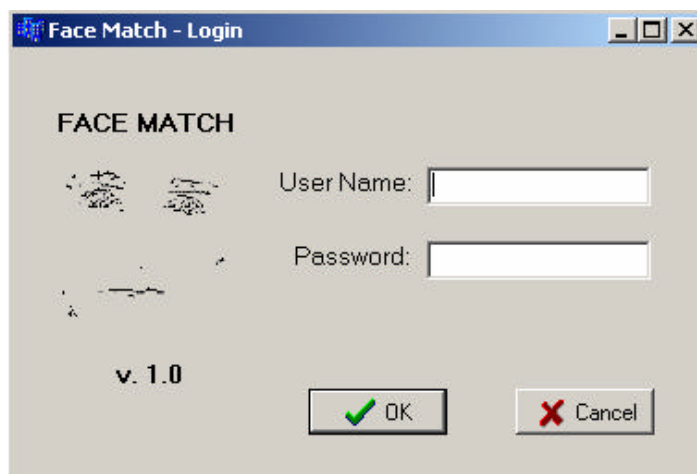 Face Match - Login
FACE MATCH
User Name:
Password:
v. 1.0
OK
Cancel